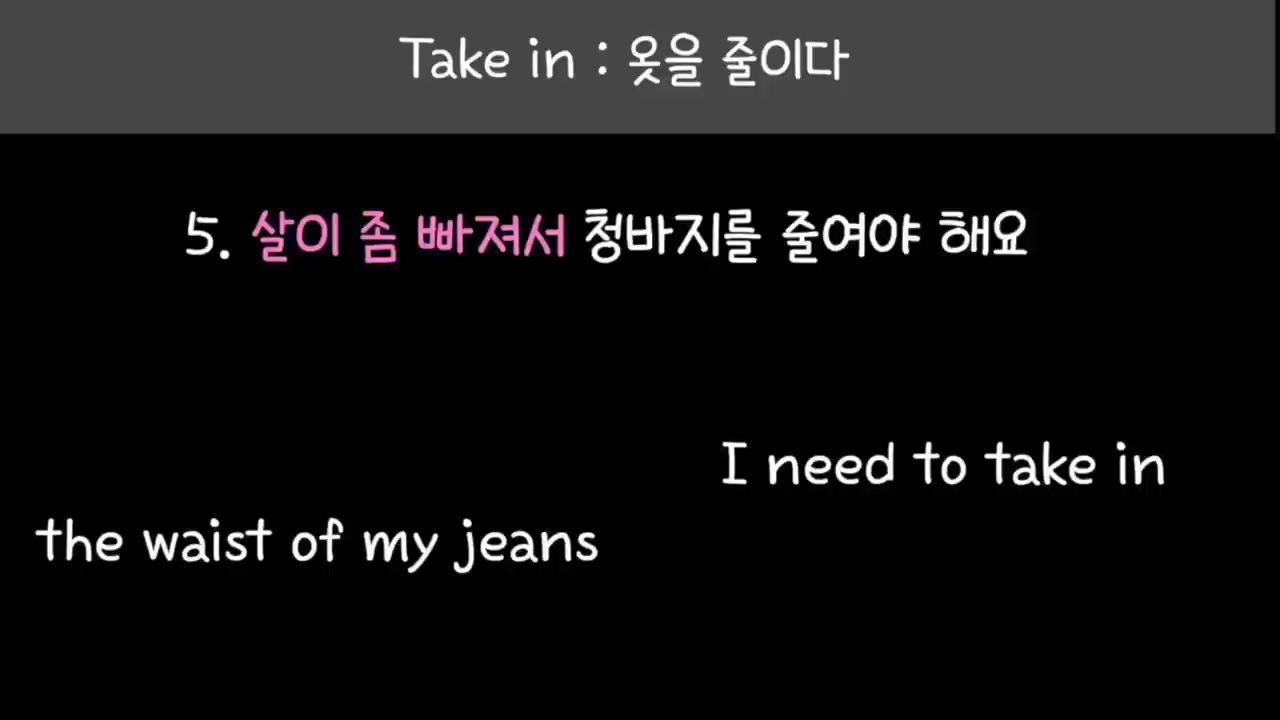 Take in : 옷을 줄이다
5. 살이 좀 빠져서 청바지를 줄여야 해요
I need to take in
the waist of my jeans